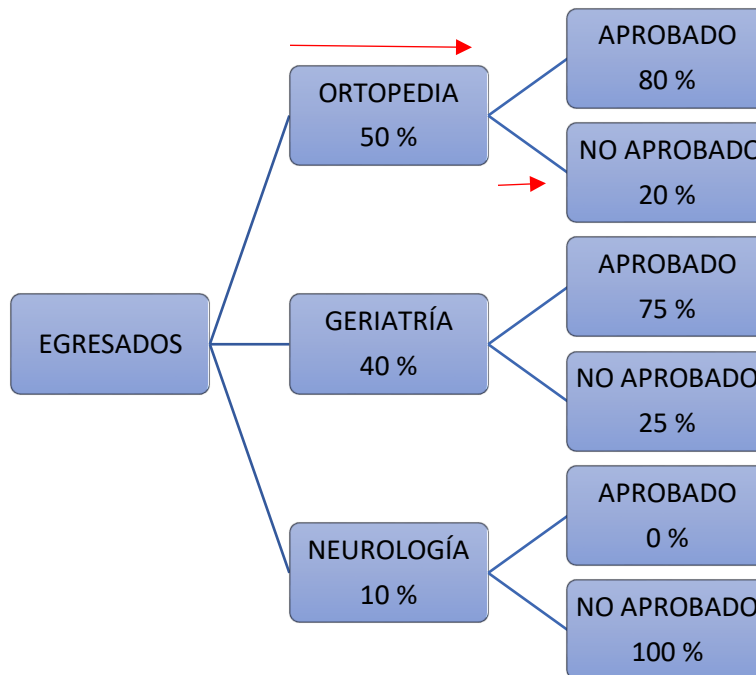 EGRESADOS
ORTOPEDIA
50 %
APROBADO
80 %
NO APROBADO
20 %
GERIATRÍA
40 %
APROBADO
75 %
NO APROBADO
25 %
NEUROLOGÍA
10 %
APROBADO
0 %
NO APROBADO
100 %